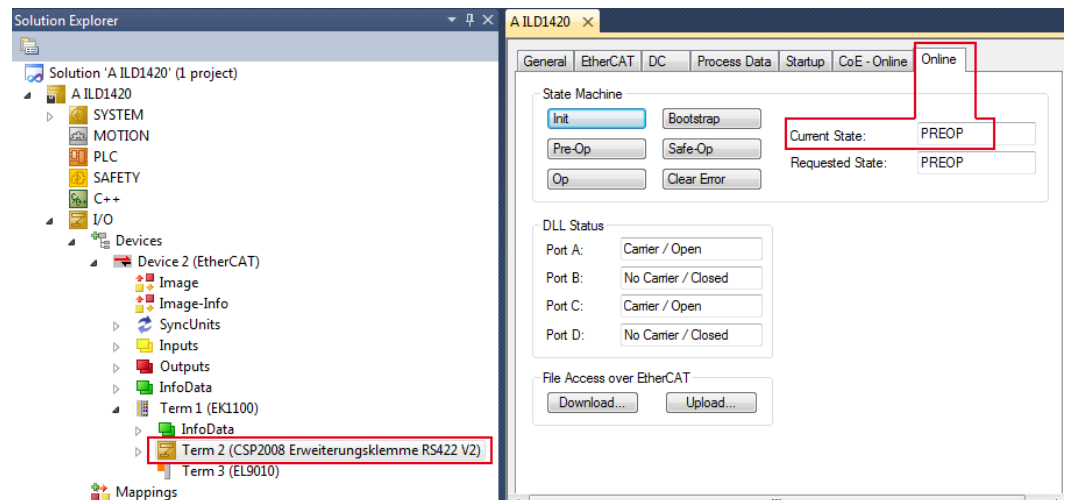 Solution Explorer
Solution 'A ILD1420' (1 project)
A ILD1420
SYSTEM
MOTION
PLC
SAFETY
C++
I/O
Devices
Device 2 (EtherCAT)
Image
Image-Info
SyncUnits
Inputs
Outputs
InfoData
Term 1 (EK1100)
InfoData
Term 2 (CSP2008 Erweiterungsklemme RS422 V2)
Term 3 (EL9010)
Mappings
A ILD1420
General EtherCAT DC Process Data Startup CoE - Online Online
State Machine
Init Bootstrap
Pre-Op Safe-Op
Op Clear Error
Current State: PREOP
Requested State: PREOP
DLL Status
Port A: Carrier / Open
Port B: No Carrier / Closed
Port C: Carrier / Open
Port D: No Carrier / Closed
File Access over EtherCAT
Download... Upload...